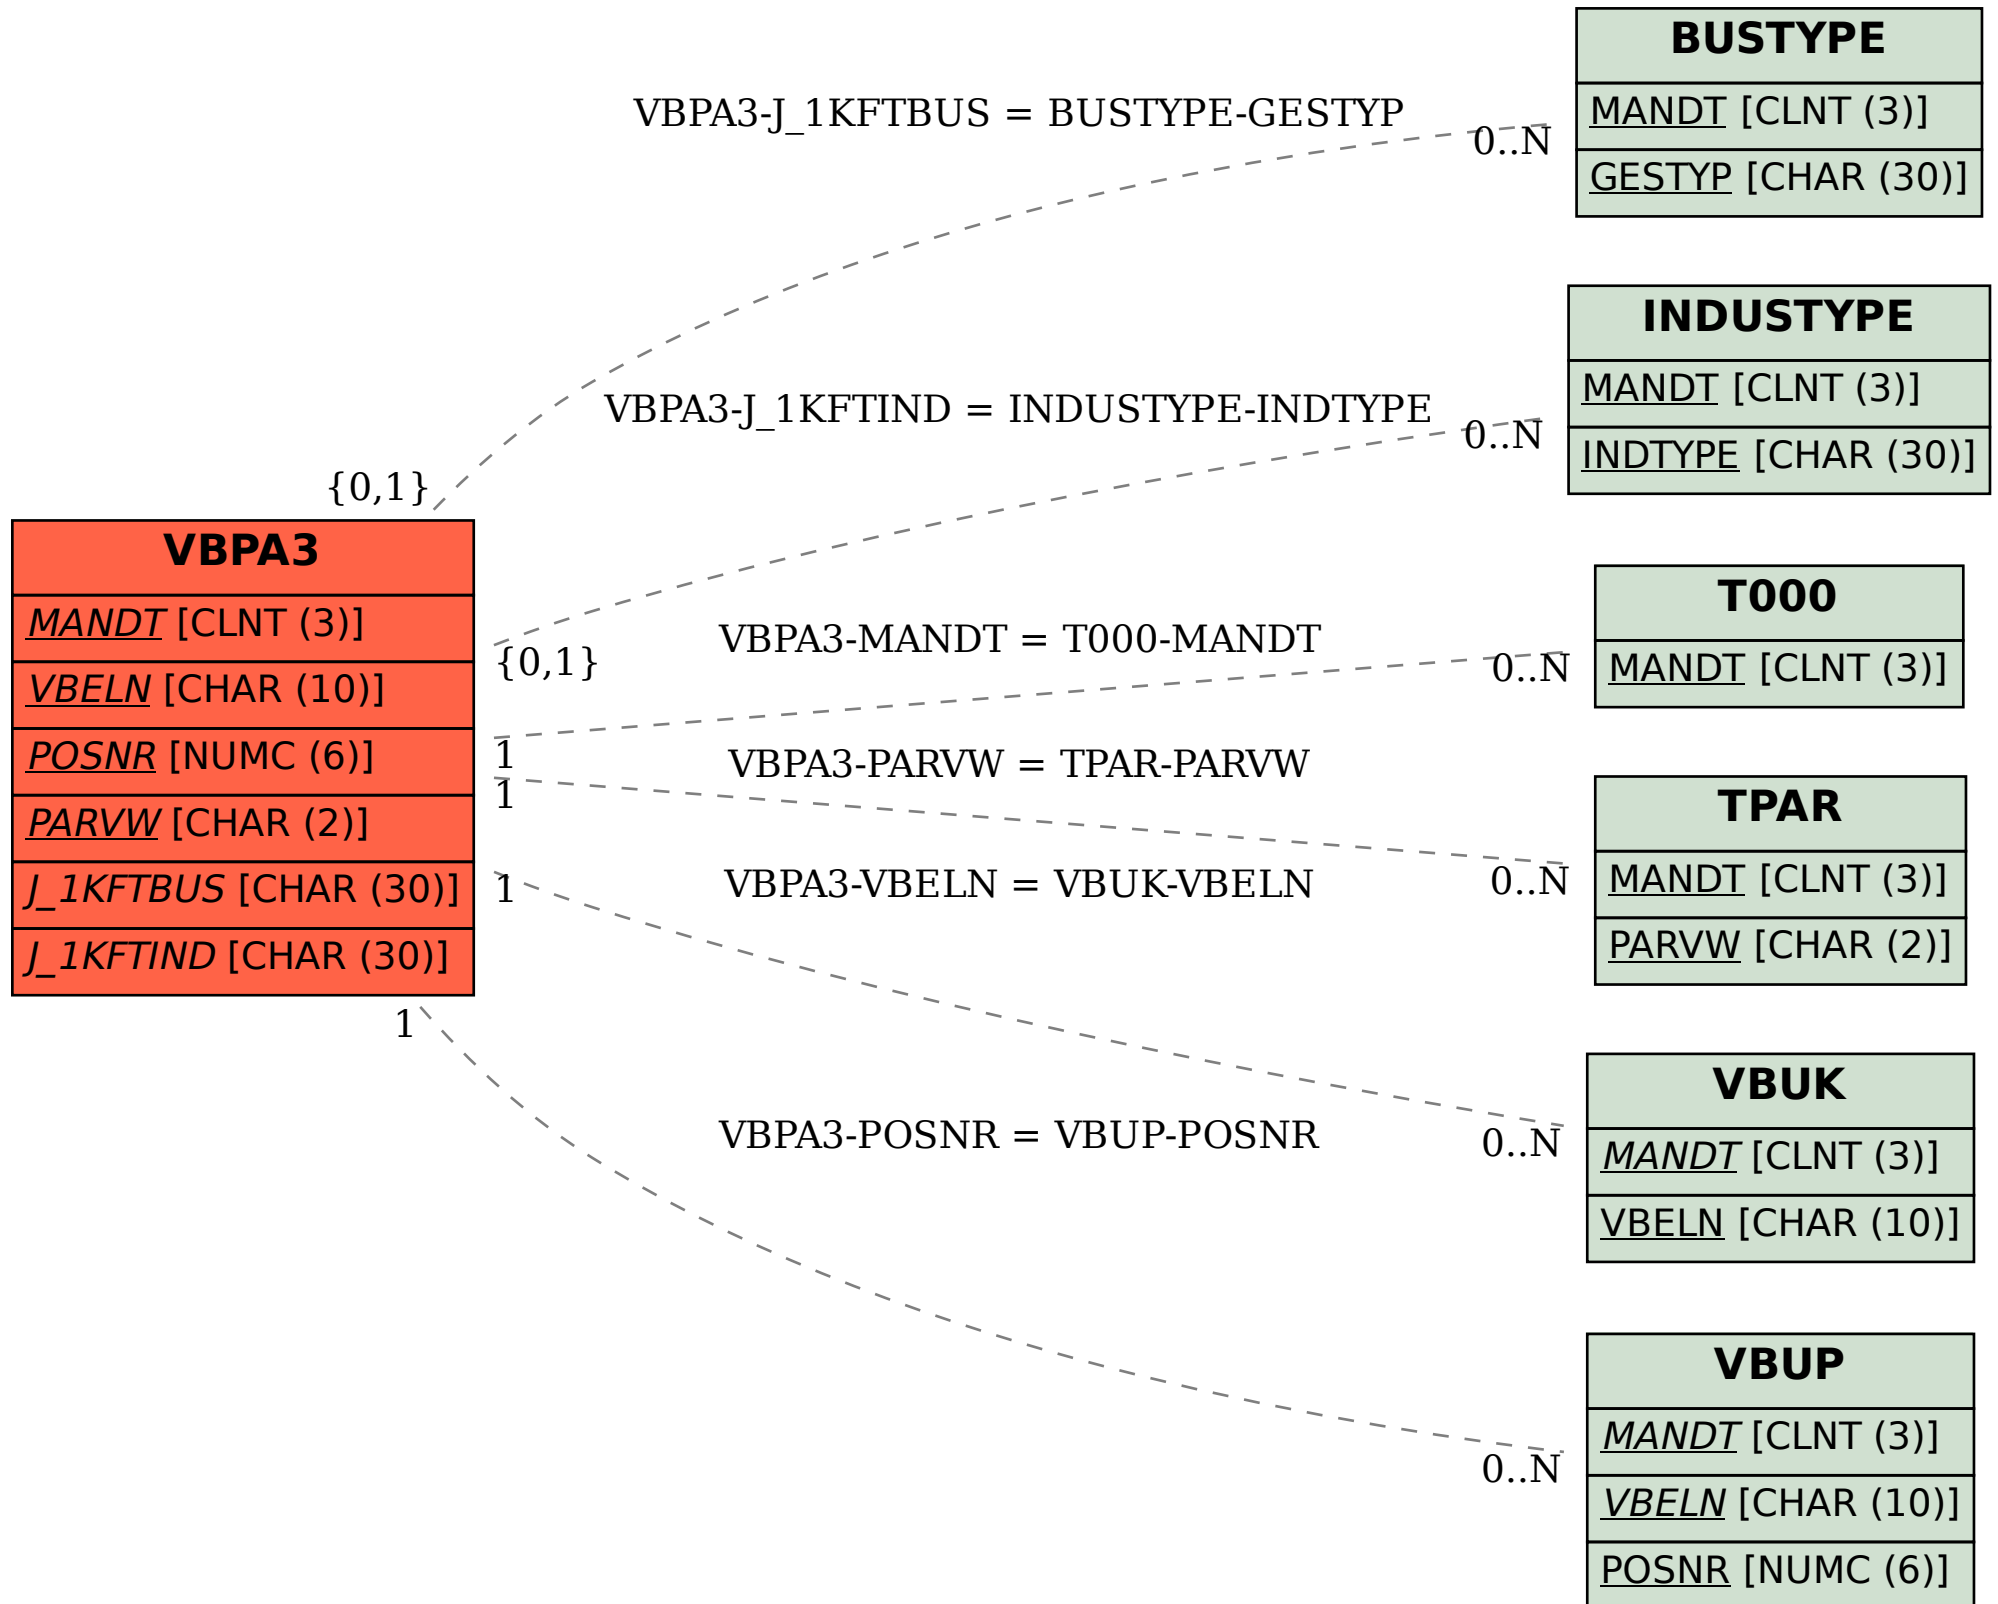 BUSTYPE
MANDT [CLNT (3)]
GESTYP [CHAR (30)]
VBPA3-J_1KFTBUS = BUSTYPE-GESTYP
0..N
{0,1}
INDUSTYPE
MANDT [CLNT (3)]
INDTYPE [CHAR (30)]
VBPA3-J_1KFTIND = INDUSTYPE-INDTYPE
0..N
{0,1}
VBPA3
MANDT [CLNT (3)]
VBELN [CHAR (10)]
POSNR [NUMC (6)]
PARVW [CHAR (2)]
J_1KFTBUS [CHAR (30)]
J_1KFTIND [CHAR (30)]
T000
MANDT [CLNT (3)]
VBPA3-MANDT = T000-MANDT
0..N
1
TPAR
MANDT [CLNT (3)]
PARVW [CHAR (2)]
VBPA3-PARVW = TPAR-PARVW
0..N
1
VBUK
MANDT [CLNT (3)]
VBELN [CHAR (10)]
VBPA3-VBELN = VBUK-VBELN
0..N
1
VBUP
MANDT [CLNT (3)]
VBELN [CHAR (10)]
POSNR [NUMC (6)]
VBPA3-POSNR = VBUP-POSNR
0..N
1